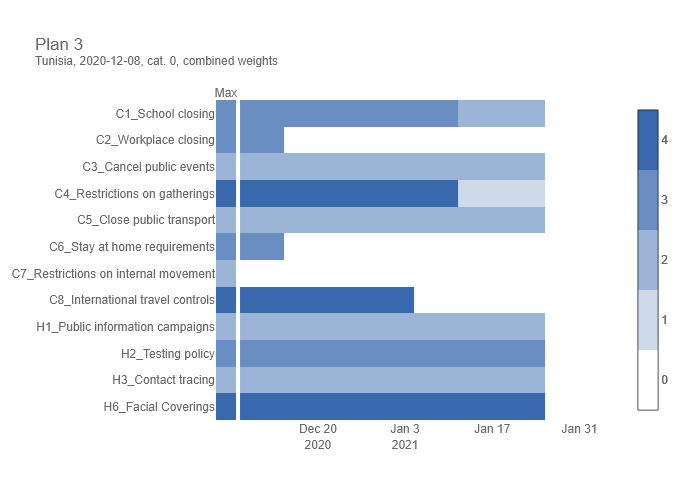 Plan 3
Tunisia, 2020-12-08, cat. 0, combined weights
Max
C1_School closing
C2_Workplace closing
C3_Cancel public events
C4_Restrictions on gatherings
C5_Close public transport
C6_Stay at home requirements
C7_Restrictions on internal movement
C8_International travel controls
H1_Public information campaigns
H2_Testing policy
H3_Contact tracing
H6_Facial Coverings
Dec 20 Jan 3 Jan 17 Jan 31
2020 2021
4
3
2
1
0